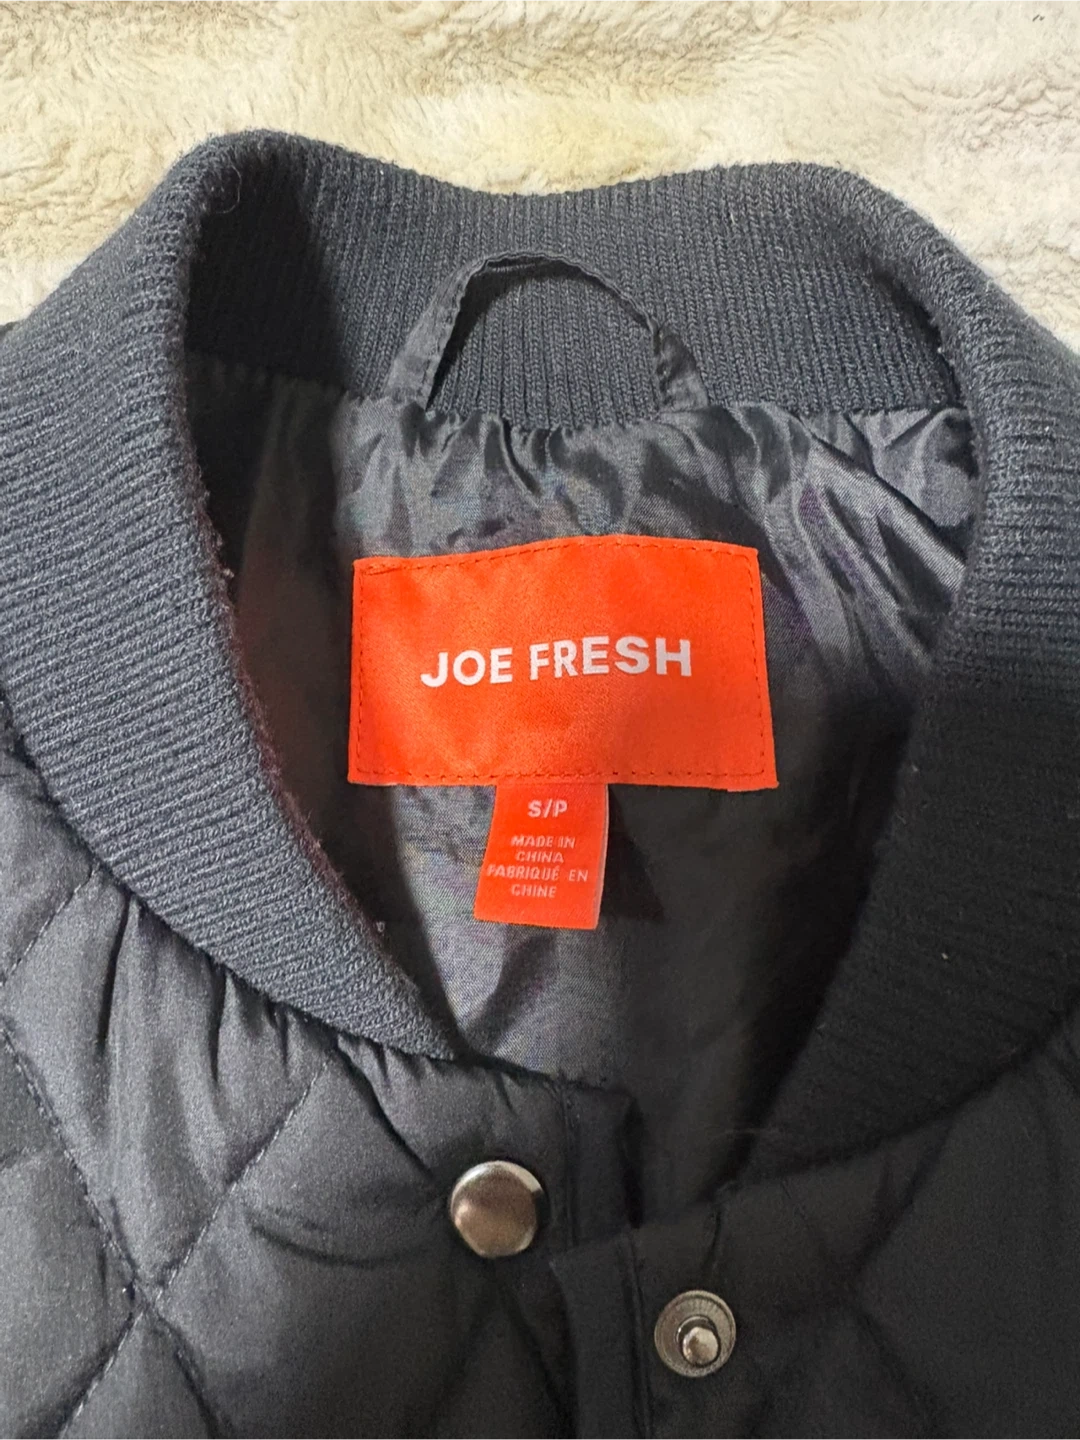 JOE FRESH
S/P
MADE IN
CHINA
FABRIQUÉ EN
CHINE